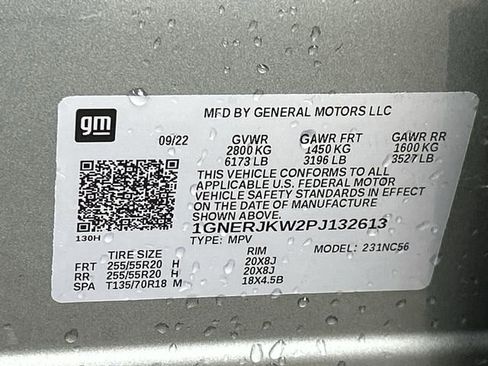 gm
MFD BY GENERAL MOTORS LLC
09/22 GVWR GAWR FRT GAWR RR
2800 KG 1450 KG 1600 KG
6173 LB 3196 LB 3527 LB
THIS VEHICLE CONFORMS TO ALL
APPLICABLE U.S. FEDERAL MOTOR
VEHICLE SAFETY STANDARDS IN EFFECT
ON THE DATE OF MANUFACTURE
SHOWN ABOVE.
1GNERJKW2PJ132613
130H TYPE: MPV MODEL: 231NC56
TIRE SIZE RIM
FRT 255/55R20 H 20X8J
RR 255/55R20 H 20X8J
SPA T135/70R18 M 18X4.5B